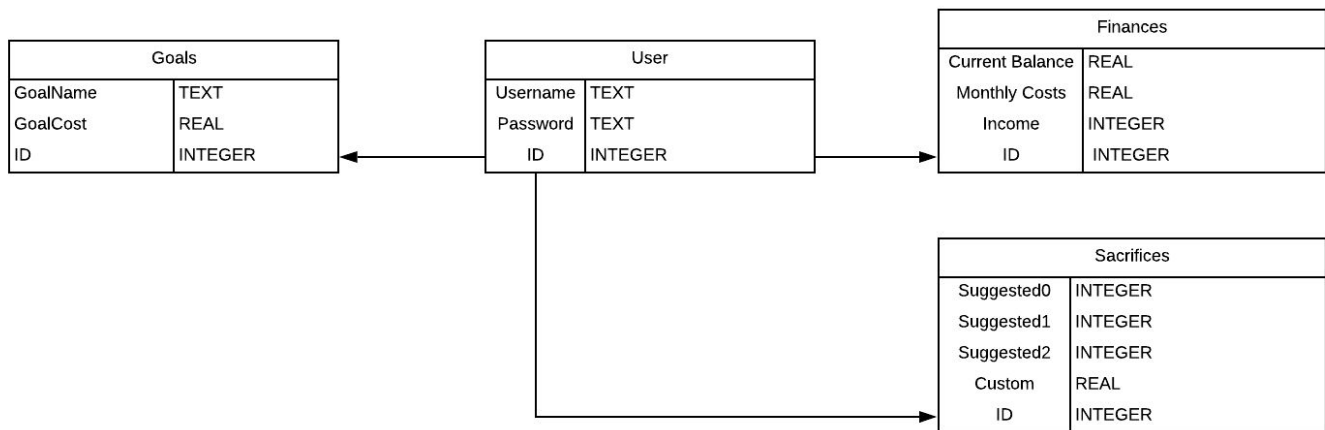 Goals
GoalName TEXT
GoalCost REAL
ID INTEGER
User
Username TEXT
Password TEXT
ID INTEGER
Finances
Current Balance REAL
Monthly Costs REAL
Income INTEGER
ID INTEGER
Sacrifices
Suggested0 INTEGER
Suggested1 INTEGER
Suggested2 INTEGER
Custom REAL
ID INTEGER